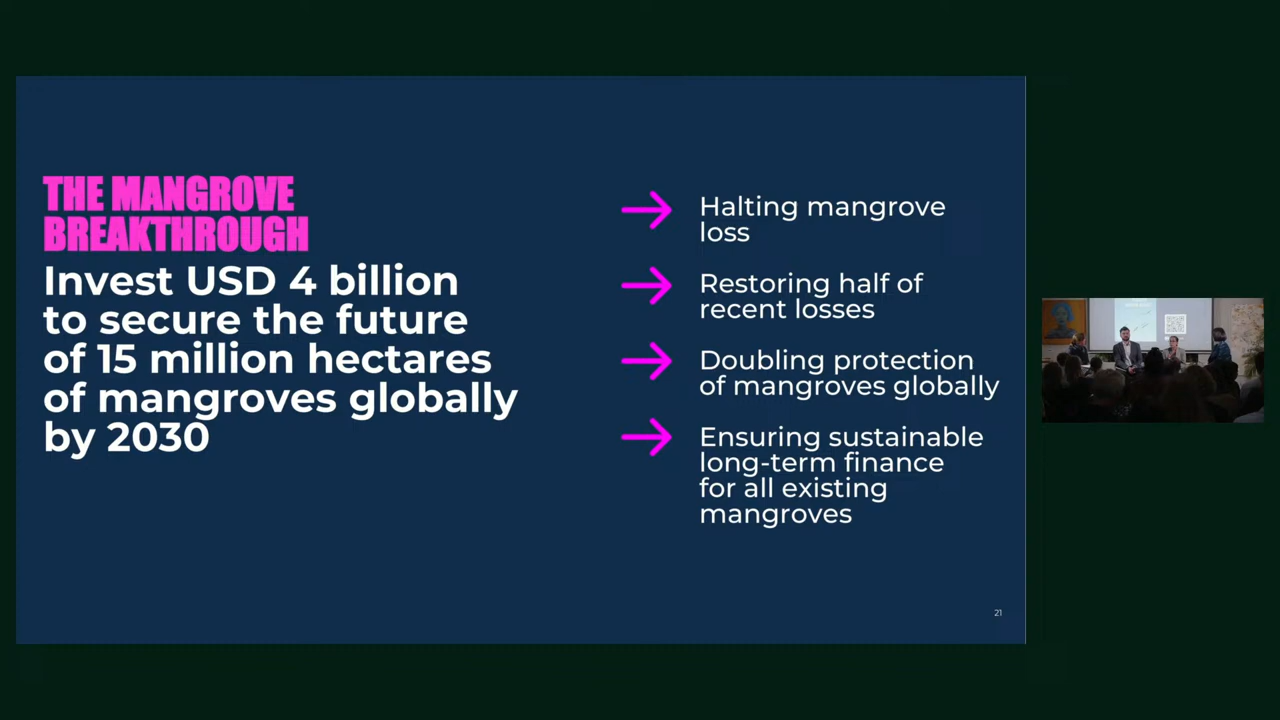 THE MANGROVE
BREAKTHROUGH
Invest USD 4 billion
to secure the future
of 15 million hectares
of mangroves globally
by 2030
Halting mangrove
loss
Restoring half of
recent losses
Doubling protection
of mangroves globally
Ensuring sustainable
long-term finance
for all existing
mangroves
21